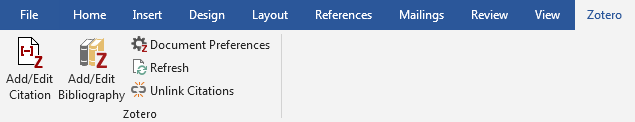 File Home Insert Design Layout References Mailings Review View Zotero
Add/Edit Citation
Add/Edit Bibliography
Document Preferences
Refresh
Unlink Citations
Zotero